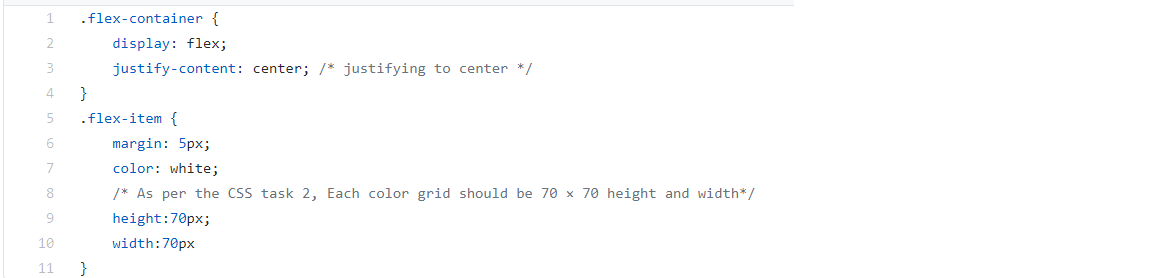 1 .flex-container {
2 display: flex;
3 justify-content: center; /* justifying to center */
4 }
5 .flex-item {
6 margin: 5px;
7 color: white;
8 /* As per the CSS task 2, Each color grid should be 70 × 70 height and width*/
9 height:70px;
10 width:70px
11 }